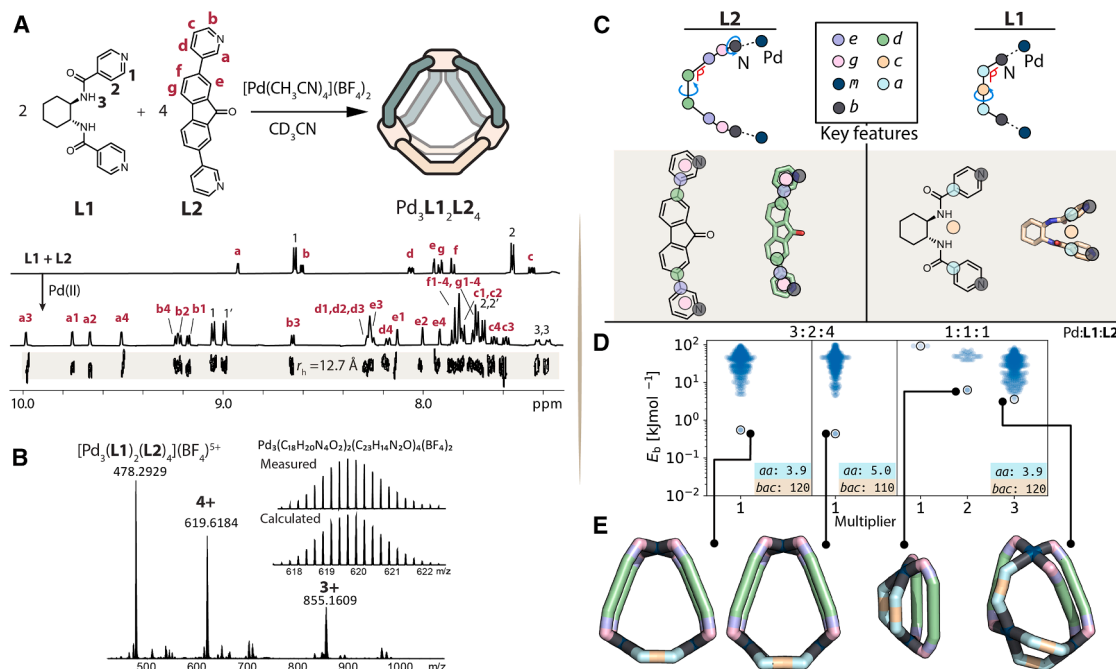 A
b
c
d
a
f
e
g
N
N
O
1
2
NH
3
NH
O
N
O
N
2
+
4
[Pd(CH3CN)4](BF4)2
CD3CN
L1
L2
Pd3L12L24
L1 + L2
Pd(II)
a
1
b
d
e g
f
2
c
a3
a1
a2
a4
b4
b2
b1
1
1′
b3
d1,d2,d3
e3
d4
e1
e2
e4
f1-4, g1-4
c1,c2
2,2′
c4
c3
3,3
rh =12.7 Å
10.0
9.0
8.0
ppm
B
[Pd3(L1)2(L2)4](BF4)5+
478.2929
4+
619.6184
3+
855.1609
Pd3(C18H20N4O2)2(C23H14N2O)4(BF4)2
Measured
Calculated
618 619 620 621 622 m/z
500 600 700 800 900 1000 m/z
C
L2
L1
N
Pd
P
e
d
g
c
m
a
b
N
Pd
P
Key features
N
O
N
O
NH
NH
O
N
N
3:2:4
1:1:1
Pd:L1:L2
D
Eb [kJmol −1]
10²
10¹
10⁰
10−1
10−2
aa: 3.9
bac: 120
aa: 5.0
bac: 110
aa: 3.9
bac: 120
1
1
1
2
3
Multiplier
E